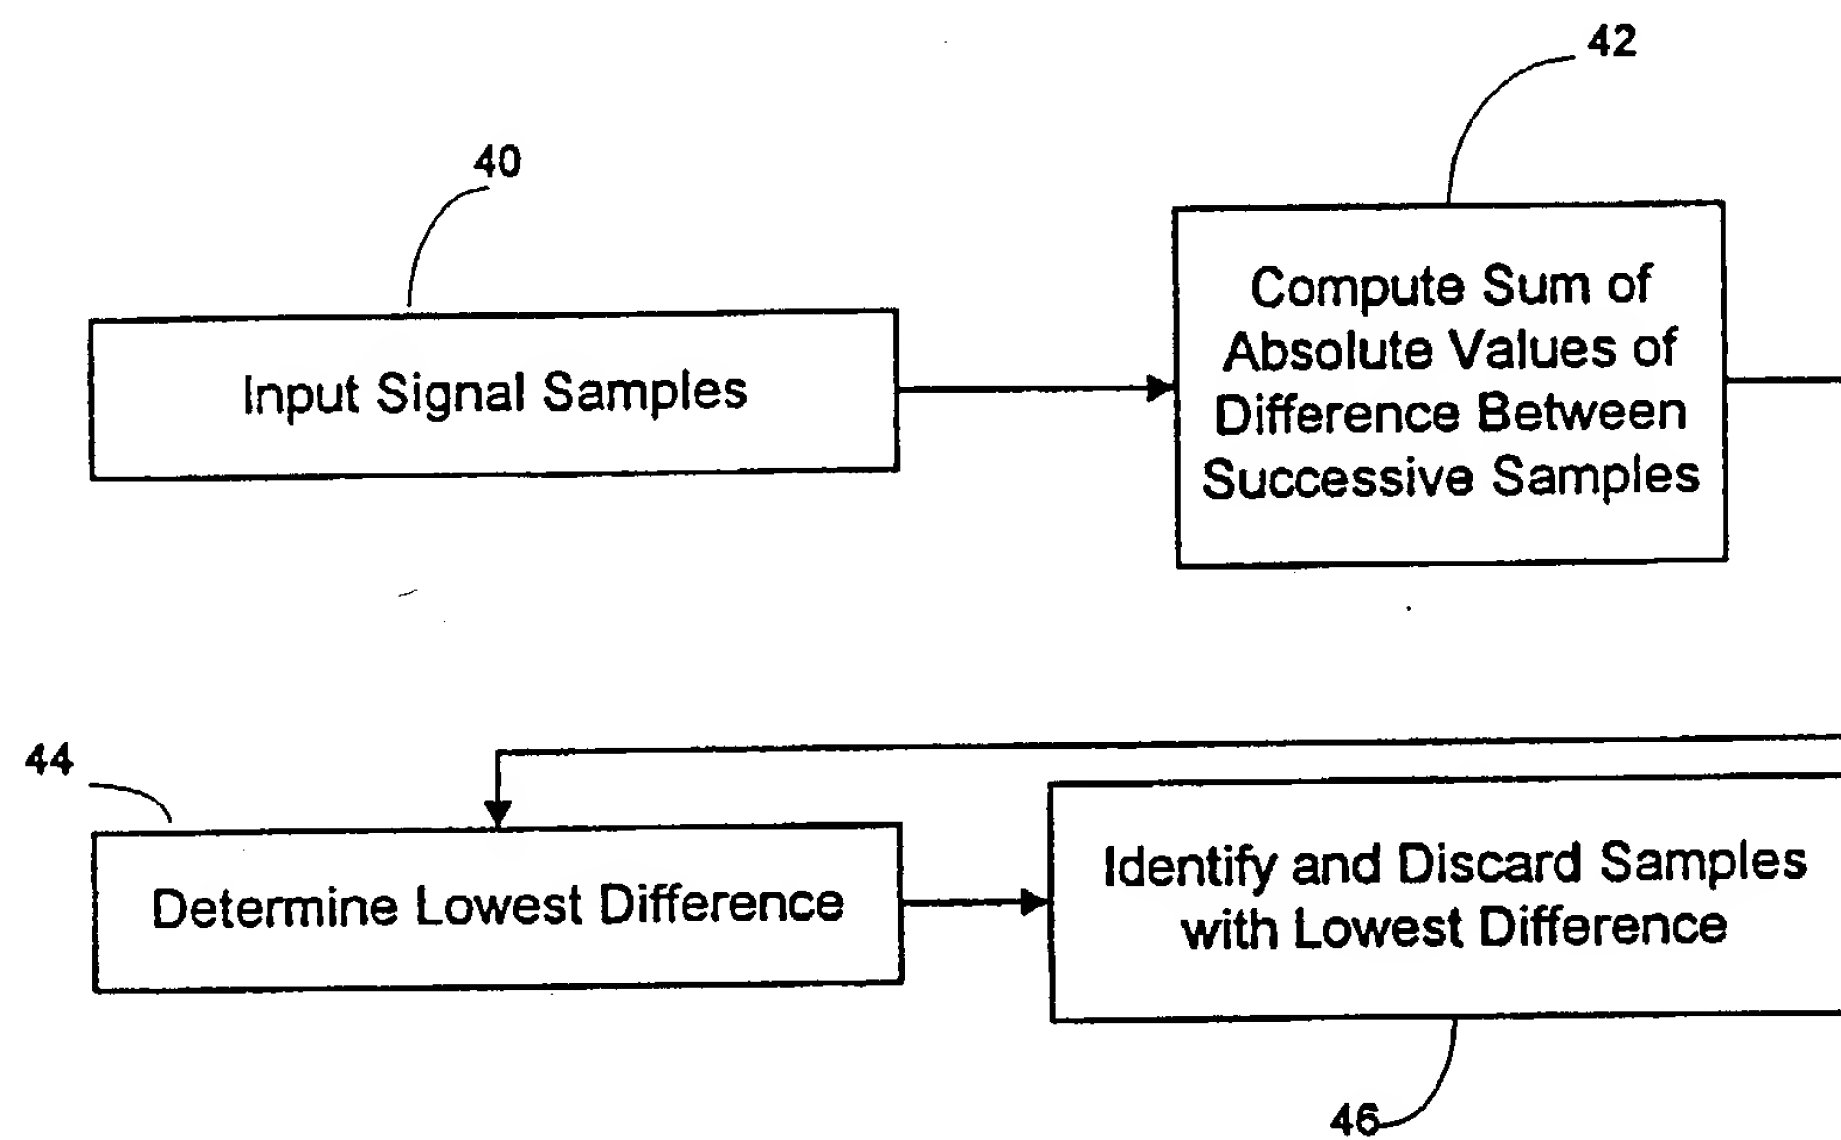 42
40
Compute Sum of
Absolute Values of
Difference Between
Successive Samples
Input Signal Samples
44
Identify and Discard Samples
with Lowest Difference
Determine Lowest Difference
46